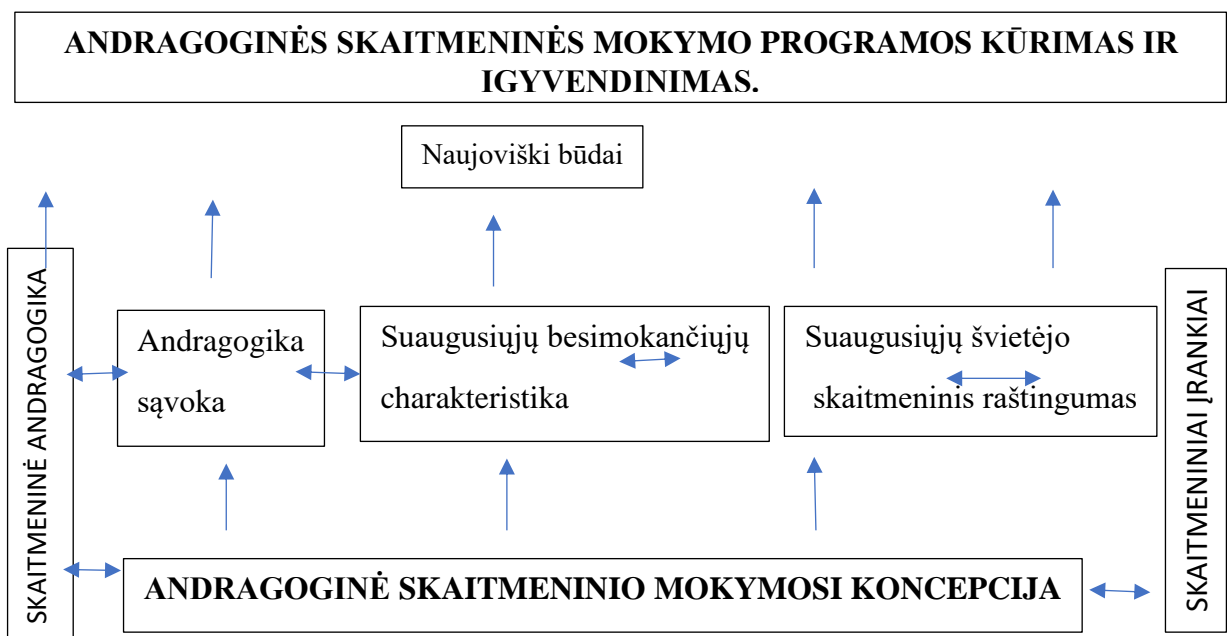 ANDRAGOGINĖS SKAITMENINĖS MOKYMO PROGRAMOS KŪRIMAS IR
IGYVENDINIMAS.
Naujoviški būdai
SKAITMENINĖ ANDRAGOGIKA
Andragogika
sąvoka
Suaugusiųjų besimokančiųjų
charakteristika
Suaugusiųjų švietėjo
skaitmeninis raštingumas
SKAITMENINIAI ĮRANKIAI
ANDRAGOGINĖ SKAITMENINIO MOKYMOSI KONCEPCIJA